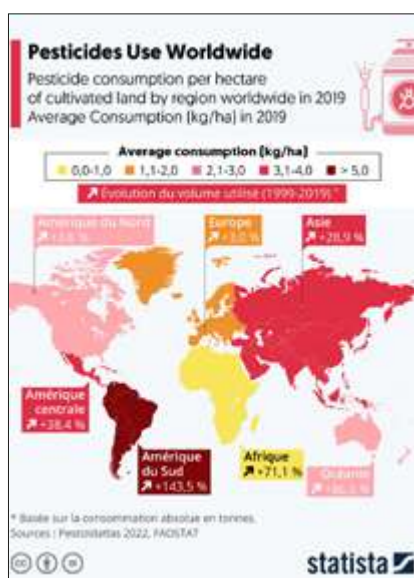 Pesticides Use Worldwide
Pesticide consumption per hectare
of cultivated land by region worldwide in 2019
Average Consumption (kg/ha) in 2019
Average consumption (kg/ha)
0,0-1,0 1,1-2,0 2,1-3,0 3,1-4,0 > 5,0
Évolution du volume utilisé (1999-2019).*
Amérique du Nord
Europe
+3,0 %
Asie
+28,9 %
Amérique
centrale
+38,4 %
Amérique
du Sud
+143,5 %
Afrique
+71,1 %
Océanie
* Basée sur la consommation absolue en tonnes.
Sources : 2022, FAOSTAT
statista